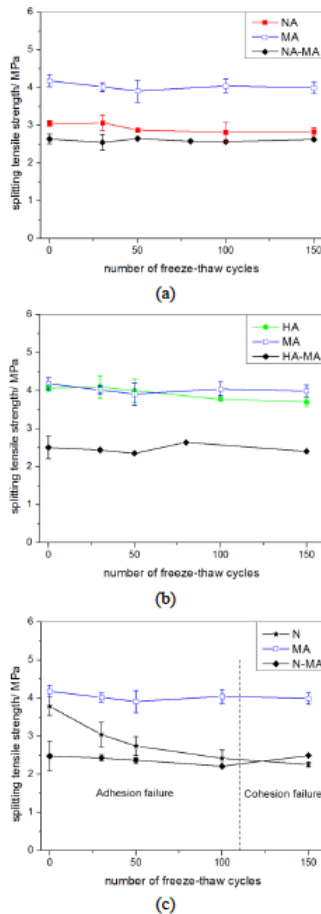 NA
MA
NA-MA
splitting tensile strength/ MPa
6
5
4
3
2
1
0
0 50 100 150
number of freeze-thaw cycles
(a)
HA
MA
HA-MA
splitting tensile strength/ MPa
6
5
4
3
2
1
0
0 50 100 150
number of freeze-thaw cycles
(b)
N
MA
N-MA
splitting tensile strength/ MPa
6
5
4
3
2
1
0
Adhesion failure
Cohesion failure
0 50 100 150
number of freeze-thaw cycles
(c)